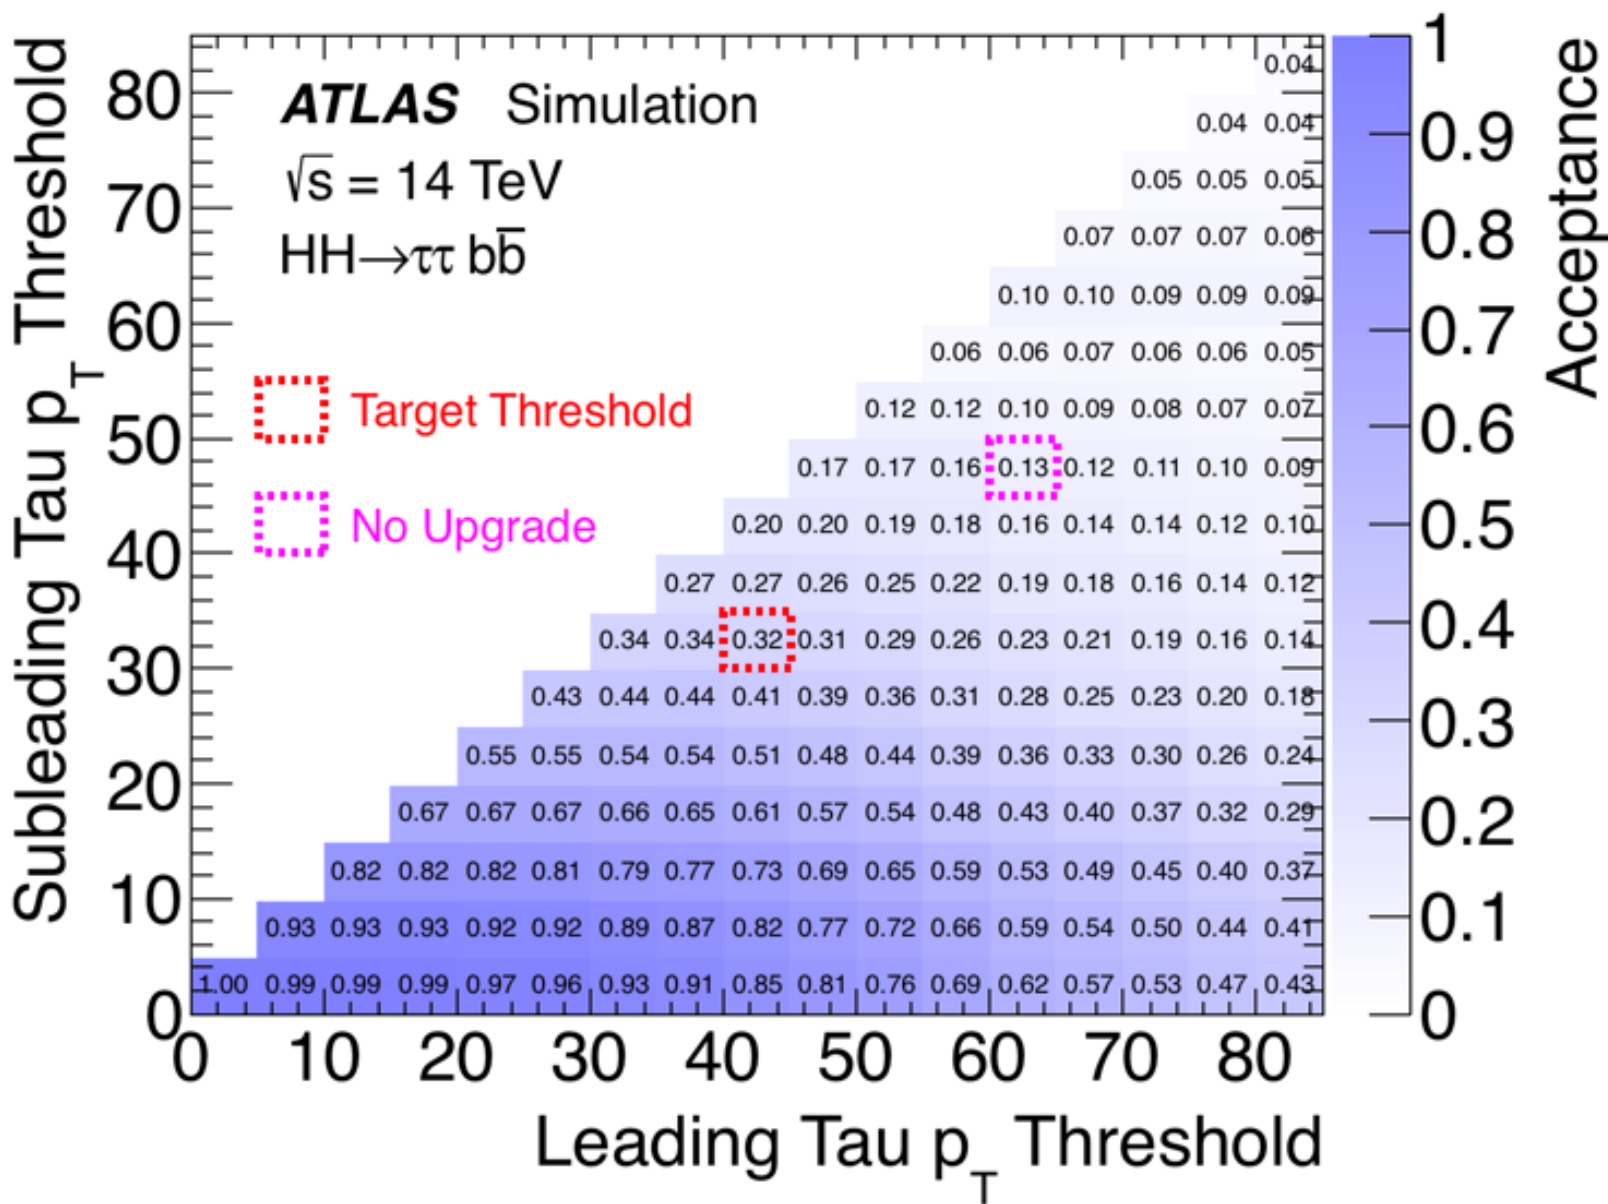 ATLAS Simulation
√s = 14 TeV
HH→ττ bb̅
Target Threshold
No Upgrade
Subleading Tau pT Threshold
80
70
60
50
40
30
20
10
0
0.04
0.04 0.04
0.05 0.05 0.05
0.07 0.07 0.07 0.06
0.10 0.10 0.09 0.09 0.09
0.06 0.06 0.07 0.06 0.06 0.05
0.12 0.12 0.10 0.09 0.08 0.07 0.07
0.17 0.17 0.16 0.13 0.12 0.11 0.10 0.09
0.20 0.20 0.19 0.18 0.16 0.14 0.14 0.12 0.10
0.27 0.27 0.26 0.25 0.22 0.19 0.18 0.16 0.14 0.12
0.34 0.34 0.32 0.31 0.29 0.26 0.23 0.21 0.19 0.16 0.14
0.43 0.44 0.44 0.41 0.39 0.36 0.31 0.28 0.25 0.23 0.20 0.18
0.55 0.55 0.54 0.54 0.51 0.48 0.44 0.39 0.36 0.33 0.30 0.26 0.24
0.67 0.67 0.67 0.66 0.65 0.61 0.57 0.54 0.48 0.43 0.40 0.37 0.32 0.29
0.82 0.82 0.82 0.81 0.79 0.77 0.73 0.69 0.65 0.59 0.53 0.49 0.45 0.40 0.37
0.93 0.93 0.93 0.92 0.92 0.89 0.87 0.82 0.77 0.72 0.66 0.59 0.54 0.50 0.44 0.41
1.00 0.99 0.99 0.99 0.97 0.96 0.93 0.91 0.85 0.81 0.76 0.69 0.62 0.57 0.53 0.47 0.43
0 10 20 30 40 50 60 70 80
Leading Tau pT Threshold
1
0.9
0.8
0.7
0.6
0.5
0.4
0.3
0.2
0.1
0
Acceptance